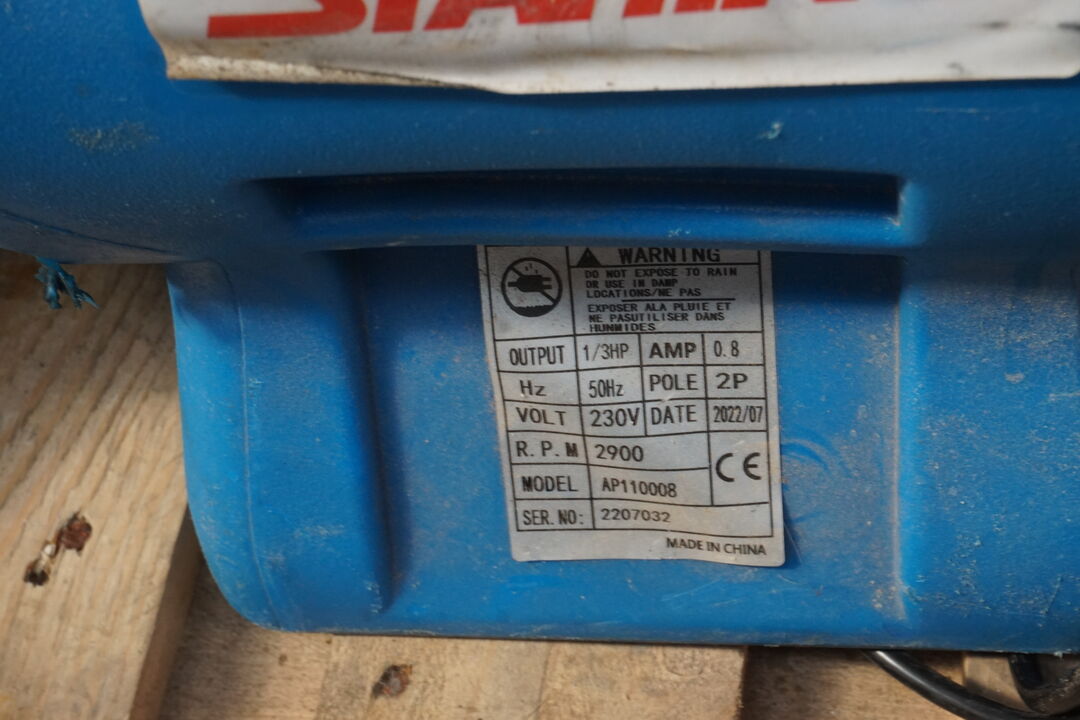 WARNING
DO NOT EXPOSE TO RAIN
OR USE IN DAMP
LOCATIONS/NE PAS
EXPOSER ALA PLUIE ET
NE PASUTILISER DANS
HUNMIDES
OUTPUT 1/3HP AMP 0.8
Hz 50Hz POLE 2P
VOLT 230V DATE 2022/07
R.P.M 2900
CE
MODEL AP110008
SER.NO: 2207032
MADE IN CHINA